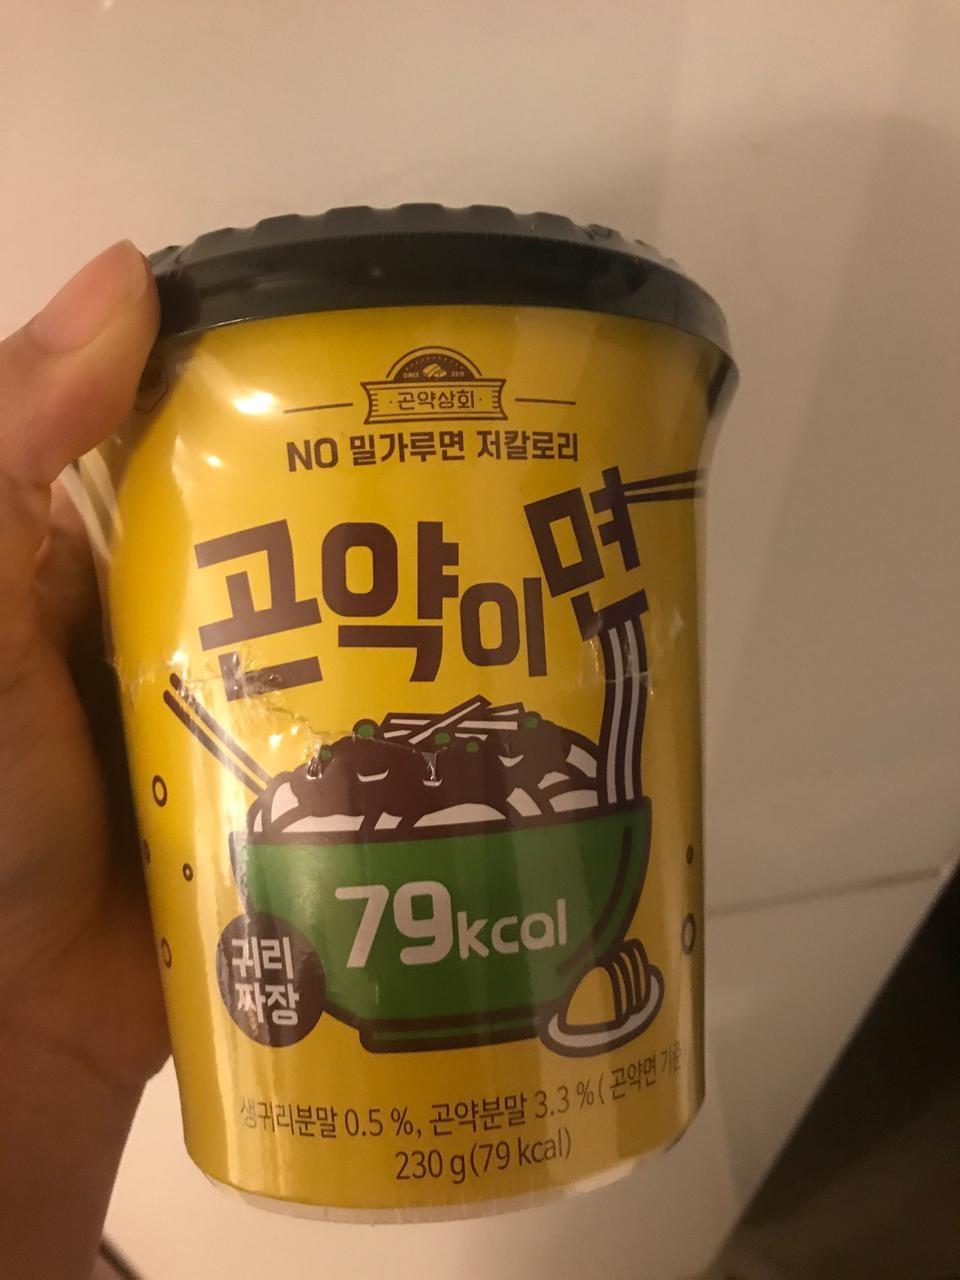 SINCE 2019
·곤약상회·
NO 밀가루면 저칼로리
곤약이면
79kcal
귀리
짜장
생귀리분말 0.5 %, 곤약분말 3.3 % ( 곤약면 기준
230 g (79 kcal)